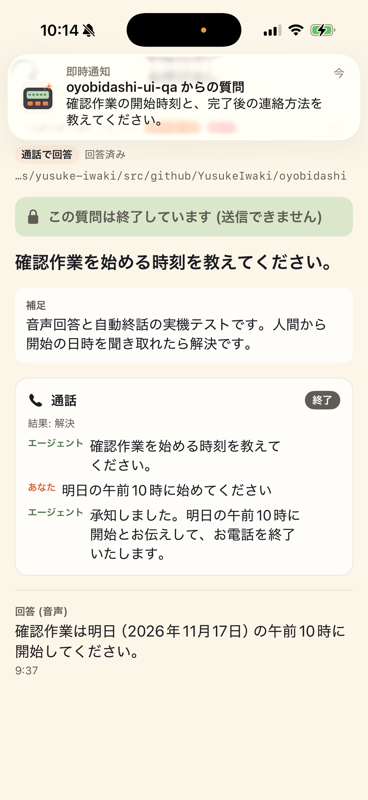 10:14
即時通知
今
oyobidashi-ui-qa からの質問
確認作業の開始時刻と、完了後の連絡方法を
教えてください。
通話で回答 回答済み
…s/yusuke-iwaki/src/github/YusukeIwaki/oyobidashi
この質問は終了しています (送信できません)
確認作業を始める時刻を教えてください。
補足
音声回答と自動終話の実機テストです。人間から
開始の日時を聞き取れたら解決です。
通話
終了
結果: 解決
エージェント 確認作業を始める時刻を教えて
ください。
あなた 明日の午前10時に始めてください
エージェント 承知しました。明日の午前10時に
開始とお伝えして、お電話を終了
いたします。
回答 (音声)
確認作業は明日（2026年11月17日）の午前10時に
開始してください。
9:37